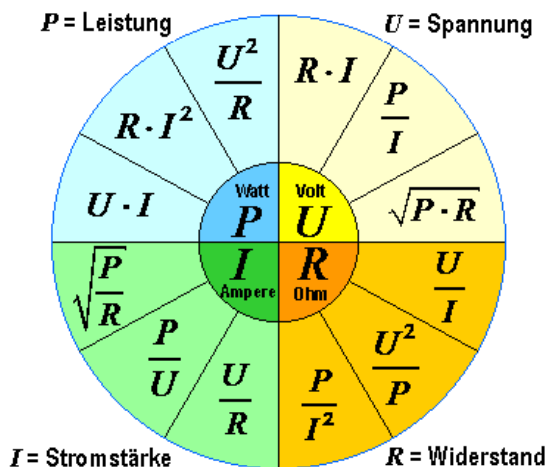 P = Leistung
U = Spannung
U²/R
R · I
R · I²
P/I
U · I
√(P · R)
Watt
P
Volt
U
I
Ampere
R
Ohm
√(P/R)
U/I
P/U
U²/P
U/R
P/I²
I = Stromstärke
R = Widerstand